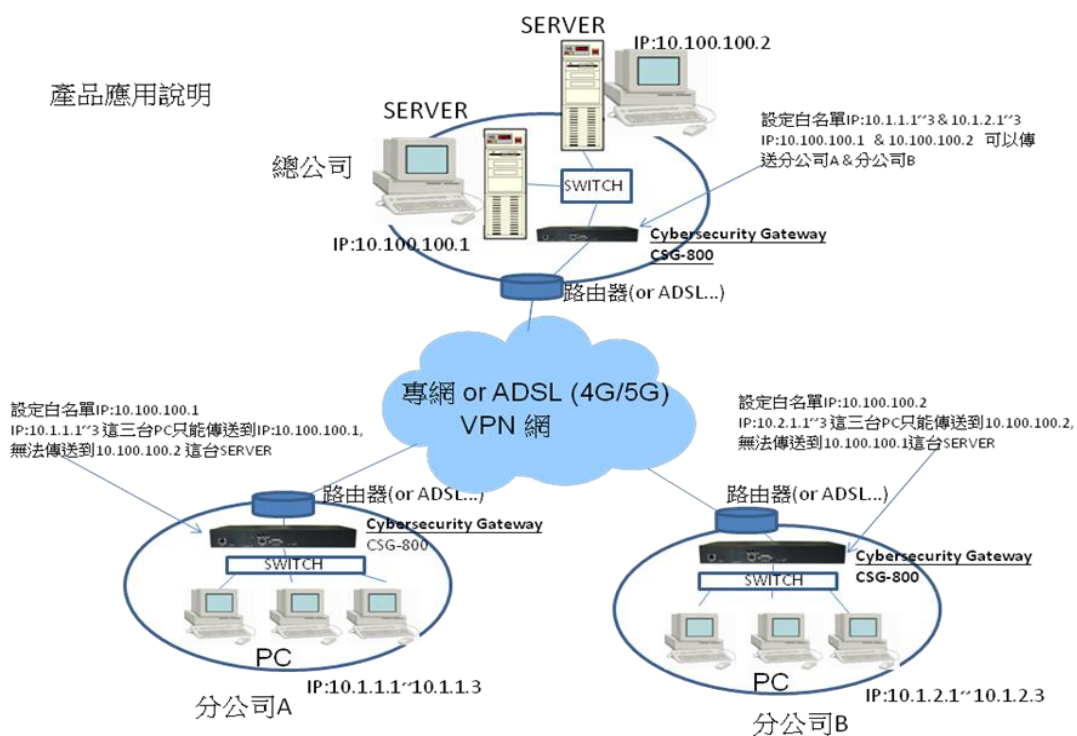 SERVER
IP:10.100.100.2
產品應用說明
SERVER
設定白名單IP:10.1.1.1~3 & 10.1.2.1~3
IP:10.100.100.1 & 10.100.100.2 可以傳
送分公司A & 分公司B
總公司
SWITCH
Cybersecurity Gateway
CSG-800
IP:10.100.100.1
路由器(or ADSL...)
專網 or ADSL (4G/5G)
VPN 網
設定白名單IP:10.100.100.1
IP:10.1.1.1~3 這三台PC只能傳送到IP:10.100.100.1,
無法傳送到10.100.100.2 這台SERVER
設定白名單IP:10.100.100.2
IP:10.2.1.1~3 這三台PC只能傳送到10.100.100.2,
無法傳送到10.100.100.1這台SERVER
路由器(or ADSL...)
Cybersecurity Gateway
CSG-800
SWITCH
PC
IP:10.1.1.1~10.1.1.3
分公司A
路由器(or ADSL...)
Cybersecurity Gateway
CSG-800
SWITCH
PC
IP:10.1.2.1~10.1.2.3
分公司B